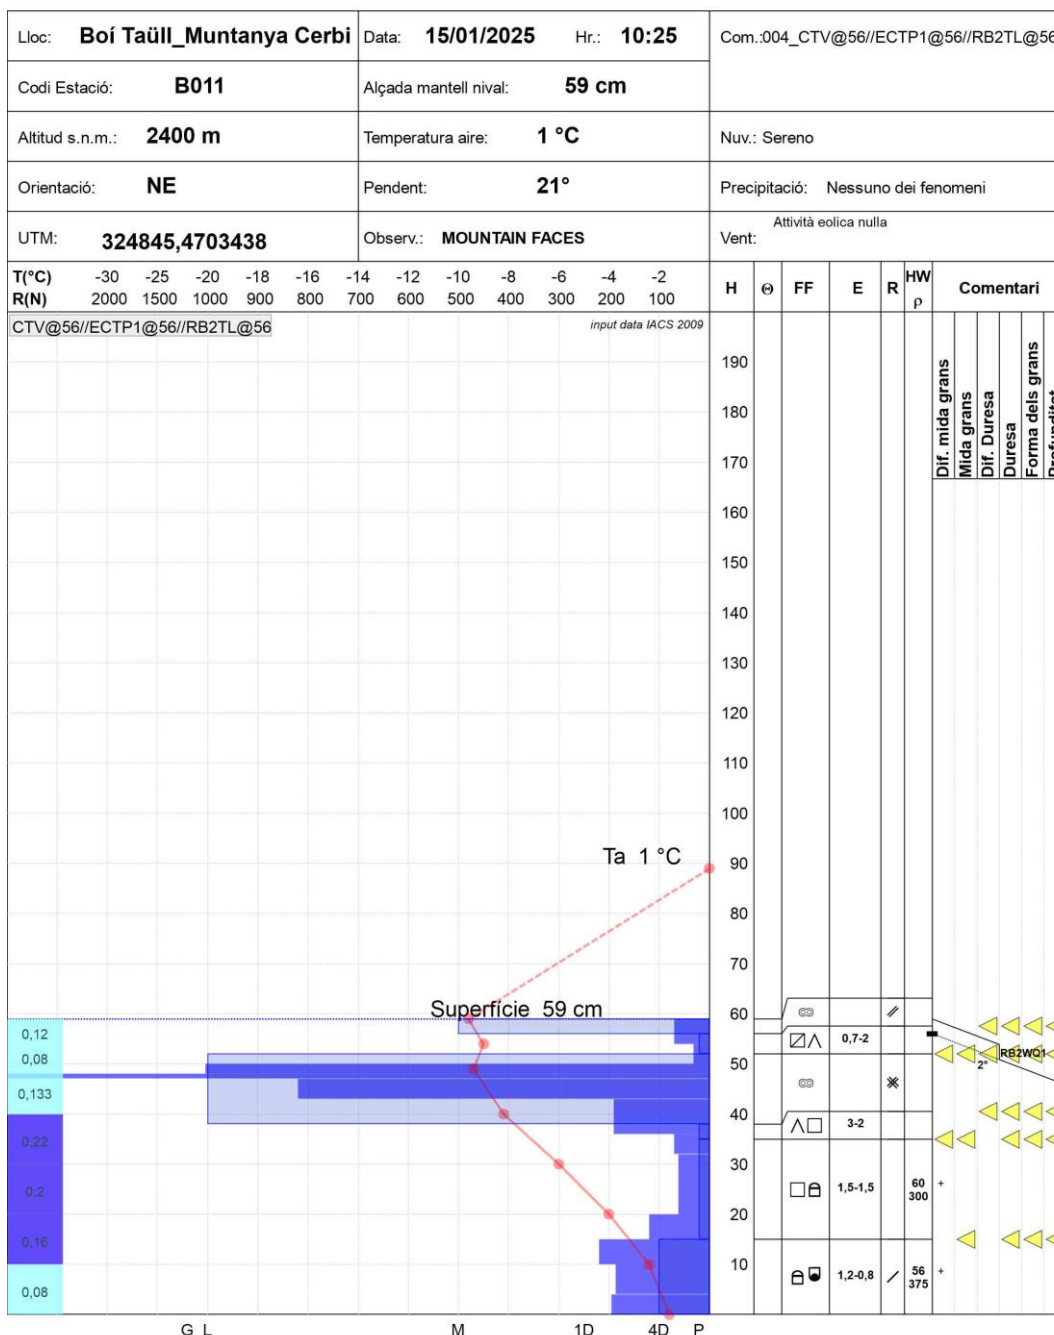 Lloc: Boí Taüll_Muntanya Cerbi Data: 15/01/2025 Hr.: 10:25 Com.:004_CTV@56//ECTP1@56//RB2TL@56
Codi Estació: B011 Alçada mantell nival: 59 cm
Altitud s.n.m.: 2400 m Temperatura aire: 1 °C Nuv.: Sereno
Orientació: NE Pendent: 21° Precipitació: Nessuno dei fenomeni
UTM: 324845,4703438 Observ.: MOUNTAIN FACES Vent: Attività eolica nulla
T(°C) -30 -25 -20 -18 -16 -14 -12 -10 -8 -6 -4 -2
R(N) 2000 1500 1000 900 800 700 600 500 400 300 200 100
H Θ FF E R HW ρ Comentari
CTV@56//ECTP1@56//RB2TL@56 input data IACS 2009
Dif. mida grans
Mida grans
Dif. Duresa
Duresa
Forma dels grans
Profunditat
190
180
170
160
150
140
130
120
110
100
Ta 1 °C
90
80
70
Superfície 59 cm
60
0,12
0,7-2
0,08
50
RB2WQ1
2°
0,133
40
3-2
0,22
30
0,2
1,5-1,5 60 +
300
20
0,16
10
0,08
1,2-0,8 56 +
375
G L M 1D 4D P